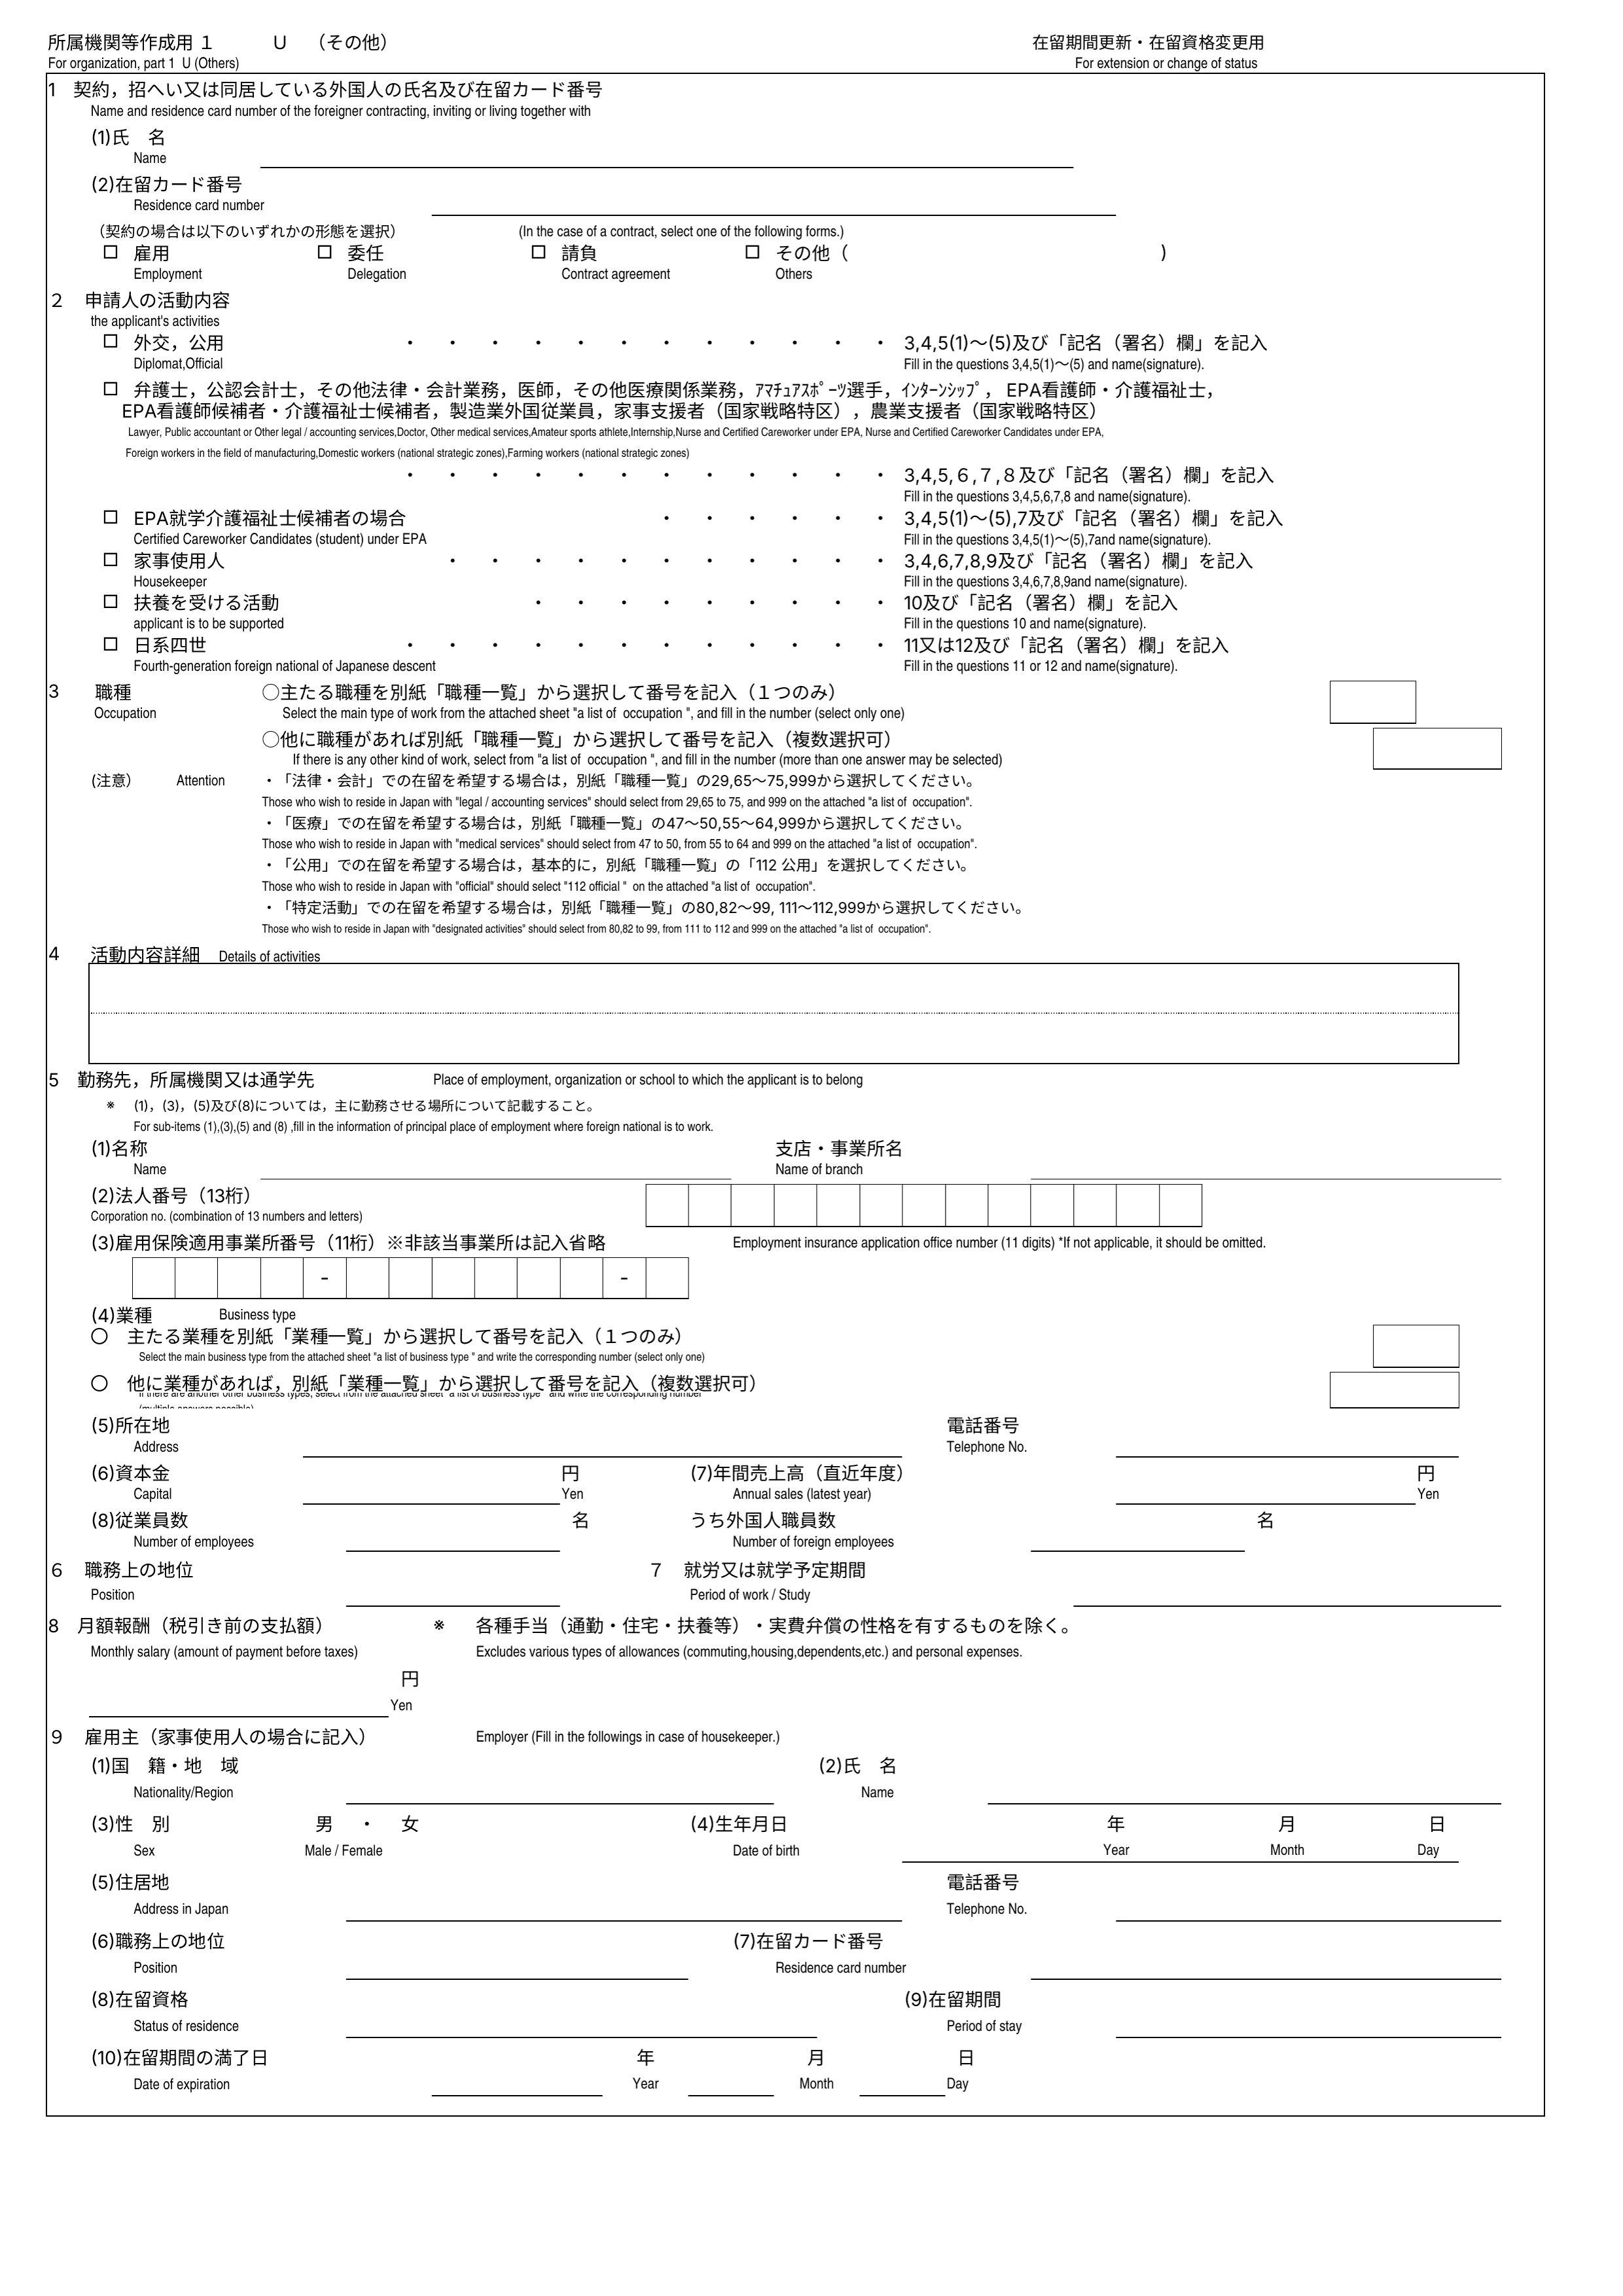 所属機関等作成用 1　　U　（その他）　　在留期間更新・在留資格変更用
For organization, part 1 U (Others)　　For extension or change of status
1　契約，招へい又は同居している外国人の氏名及び在留カード番号
Name and residence card number of the foreigner contracting, inviting or living together with
(1)氏　名
Name
(2)在留カード番号
Residence card number
（契約の場合は以下のいずれかの形態を選択）　　(In the case of a contract, select one of the following forms.)
□ 雇用　　□ 委任　　□ 請負　　□ その他（　　）
Employment　　Delegation　　Contract agreement　　Others
2　申請人の活動内容
the applicant's activities
□ 外交，公用　・　・　・　・　・　・　・　・　・　・　・　・　3,4,5(1)～(5)及び「記名（署名）欄」を記入
Diplomat,Official　　Fill in the questions 3,4,5(1)～(5) and name(signature).
□ 弁護士，公認会計士，その他法律・会計業務，医師，その他医療関係業務，ｱﾏﾁｭｱｽﾎﾟｰﾂ選手，ｲﾝﾀｰﾝｼｯﾌﾟ， EPA看護師・介護福祉士，
EPA看護師候補者・介護福祉士候補者，製造業外国従業員，家事支援者（国家戦略特区）, 農業支援者（国家戦略特区）
Lawyer, Public accountant or Other legal / accounting services,Doctor, Other medical services,Amateur sports athlete,Internship,Nurse and Certified Careworker under EPA, Nurse and Certified Careworker Candidates under EPA,
Foreign workers in the field of manufacturing,Domestic workers (national strategic zones),Farming workers (national strategic zones)
・　・　・　・　・　・　・　・　・　・　・　・　3,4,5,６,７,８及び「記名（署名）欄」を記入
Fill in the questions 3,4,5,6,7,8 and name(signature).
□ EPA就学介護福祉士候補者の場合　・　・　・　・　・　・　3,4,5(1)～(5),7及び「記名（署名）欄」を記入
Certified Careworker Candidates (student) under EPA　　Fill in the questions 3,4,5(1)～(5),7and name(signature).
□ 家事使用人　・　・　・　・　・　・　・　・　・　・　・　3,4,6,7,8,9及び「記名（署名）欄」を記入
Housekeeper　　Fill in the questions 3,4,6,7,8,9and name(signature).
□ 扶養を受ける活動　・　・　・　・　・　・　・　・　・　10及び「記名（署名）欄」を記入
applicant is to be supported　　Fill in the questions 10 and name(signature).
□ 日系四世　・　・　・　・　・　・　・　・　・　・　・　・　11又は12及び「記名（署名）欄」を記入
Fourth-generation foreign national of Japanese descent　　Fill in the questions 11 or 12 and name(signature).
3　職種　　〇主たる職種を別紙「職種一覧」から選択して番号を記入（１つのみ）
Occupation　　Select the main type of work from the attached sheet "a list of occupation ", and fill in the number (select only one)
〇他に職種があれば別紙「職種一覧」から選択して番号を記入（複数選択可）
If there is any other kind of work, select from "a list of occupation ", and fill in the number (more than one answer may be selected)
(注意）　Attention　・「法律・会計」での在留を希望する場合は，別紙「職種一覧」の29,65～75,999から選択してください。
Those who wish to reside in Japan with "legal / accounting services" should select from 29,65 to 75, and 999 on the attached "a list of occupation".
・「医療」での在留を希望する場合は，別紙「職種一覧」の47～50,55～64,999から選択してください。
Those who wish to reside in Japan with "medical services" should select from 47 to 50, from 55 to 64 and 999 on the attached "a list of occupation".
・「公用」での在留を希望する場合は，基本的に，別紙「職種一覧」の「112 公用」を選択してください。
Those who wish to reside in Japan with "official" should select "112 official " on the attached "a list of occupation".
・「特定活動」での在留を希望する場合は，別紙「職種一覧」の80,82～99, 111～112,999から選択してください。
Those who wish to reside in Japan with "designated activities" should select from 80,82 to 99, from 111 to 112 and 999 on the attached "a list of occupation".
4　活動内容詳細　Details of activities
5　勤務先，所属機関又は通学先　　Place of employment, organization or school to which the applicant is to belong
※　(1)，(3)，(5)及び(8)については，主に勤務させる場所について記載すること。
For sub-items (1),(3),(5) and (8) ,fill in the information of principal place of employment where foreign national is to work.
(1)名称　　支店・事業所名
Name　　Name of branch
(2)法人番号（13桁）
Corporation no. (combination of 13 numbers and letters)
(3)雇用保険適用事業所番号（11桁）※非該当事業所は記入省略　　Employment insurance application office number (11 digits) *If not applicable, it should be omitted.
-　　-
(4)業種　　Business type
〇　主たる業種を別紙「業種一覧」から選択して番号を記入（１つのみ）
Select the main business type from the attached sheet "a list of business type " and write the corresponding number (select only one)
〇　他に業種があれば，別紙「業種一覧」から選択して番号を記入（複数選択可）
If there are another other business types, select from the attached sheet "a list of business type " and write the corresponding number
(multiple answers possible)
(5)所在地　　電話番号
Address　　Telephone No.
(6)資本金　　円　　(7)年間売上高（直近年度）　　円
Capital　　Yen　　Annual sales (latest year)　　Yen
(8)従業員数　　名　　うち外国人職員数　　名
Number of employees　　Number of foreign employees
6　職務上の地位　　7　就労又は就学予定期間
Position　　Period of work / Study
8　月額報酬（税引き前の支払額）　　※　各種手当（通勤・住宅・扶養等）・実費弁償の性格を有するものを除く。
Monthly salary (amount of payment before taxes)　　Excludes various types of allowances (commuting,housing,dependents,etc.) and personal expenses.
円
Yen
9　雇用主（家事使用人の場合に記入）　　Employer (Fill in the followings in case of housekeeper.)
(1)国　籍・地　域　　(2)氏　名
Nationality/Region　　Name
(3)性　別　　男　・　女　　(4)生年月日　　年　　月　　日
Sex　　Male / Female　　Date of birth　　Year　　Month　　Day
(5)住居地　　電話番号
Address in Japan　　Telephone No.
(6)職務上の地位　　(7)在留カード番号
Position　　Residence card number
(8)在留資格　　(9)在留期間
Status of residence　　Period of stay
(10)在留期間の満了日　　年　　月　　日
Date of expiration　　Year　　Month　　Day